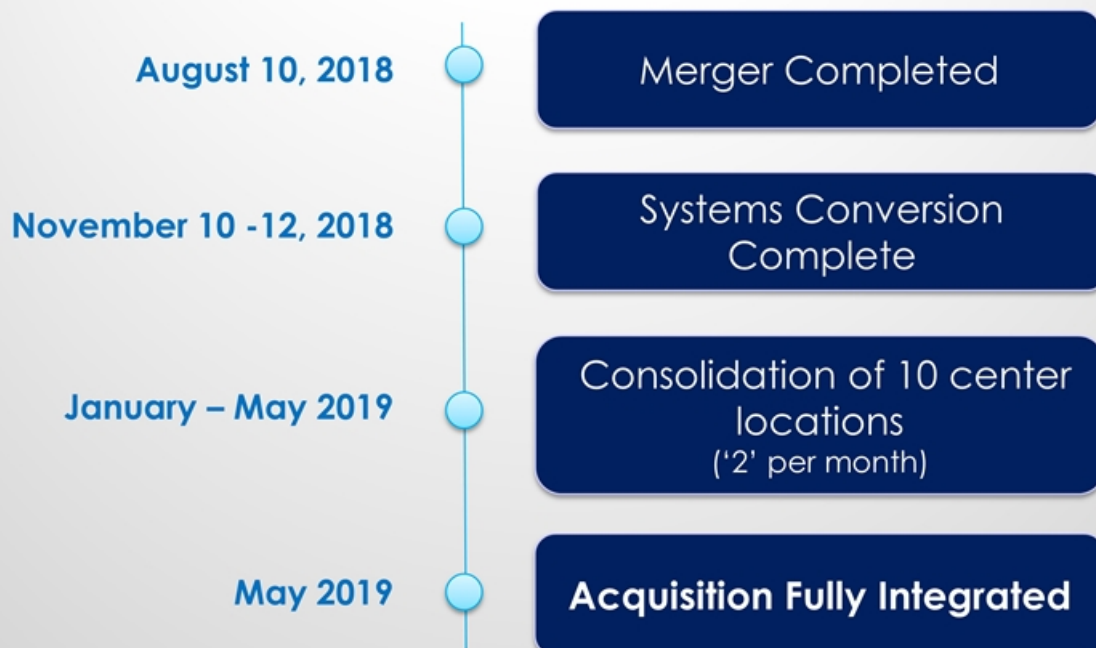 August 10, 2018
Merger Completed
November 10 -12, 2018
Systems Conversion
Complete
January – May 2019
Consolidation of 10 center
locations
(‘2’ per month)
May 2019
Acquisition Fully Integrated